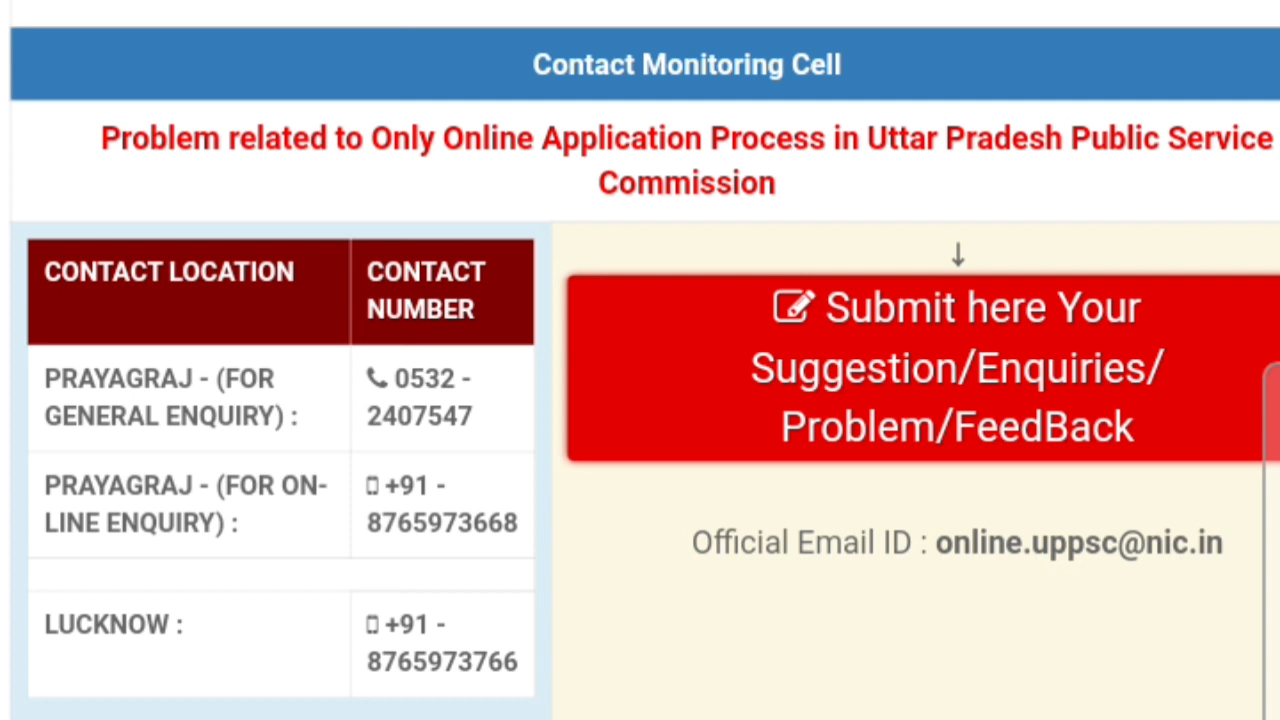 Contact Monitoring Cell
Problem related to Only Online Application Process in Uttar Pradesh Public Service
Commission
CONTACT LOCATION
CONTACT
NUMBER
PRAYAGRAJ - (FOR
GENERAL ENQUIRY) :
0532 -
2407547
PRAYAGRAJ - (FOR ON-
LINE ENQUIRY) :
+91 -
8765973668
LUCKNOW :
+91 -
8765973766
↓
Submit here Your
Suggestion/Enquiries/
Problem/FeedBack
Official Email ID : online.uppsc@nic.in